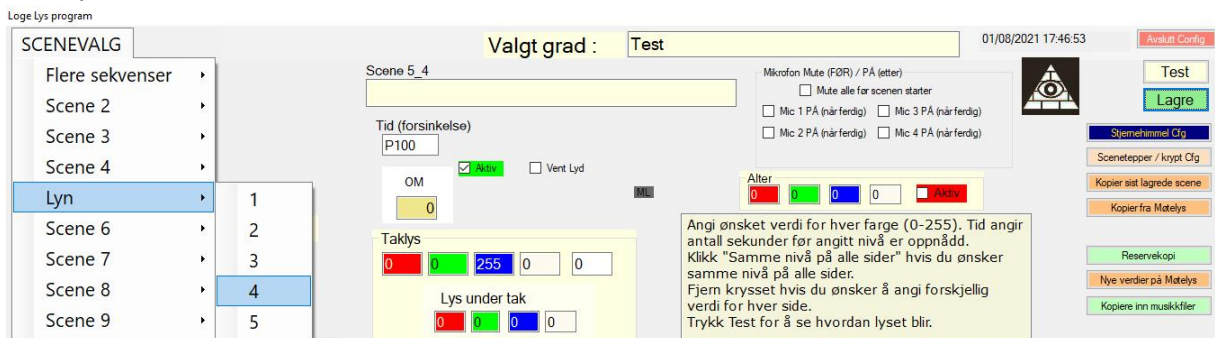 Loge Lys program
SCENEVALG
Valgt grad :
Test
01/08/2021 17:46:53
Avslutt Config
Flere sekvenser
Scene 2
Scene 3
Scene 4
Lyn
Scene 6
Scene 7
Scene 8
Scene 9
1
2
3
4
5
Scene 5_4
Tid (forsinkelse)
P100
Aktiv
Vent Lyd
OM
0
ML
Taklys
0 0 255 0 0
Lys under tak
0 0 0 0
Mikrofon Mute (FØR) / PÅ (etter)
Mute alle før scenen starter
Mic 1 PÅ (når ferdig) Mic 3 PÅ (når ferdig)
Mic 2 PÅ (når ferdig) Mic 4 PÅ (når ferdig)
Alter
0 0 0 0 Aktiv
Angi ønsket verdi for hver farge (0-255). Tid angir
antall sekunder før angitt nivå er oppnådd.
Klikk "Samme nivå på alle sider" hvis du ønsker
samme nivå på alle sider.
Fjern krysset hvis du ønsker å angi forskjellig
verdi for hver side.
Trykk Test for å se hvordan lyset blir.
Test
Lagre
Stjernehimmel Cfg
Scenetepper / krypt Cfg
Kopier sist lagrede scene
Kopier fra Møtelys
Reservekopi
Nye verdier på Møtelys
Kopiere inn musikkfiler